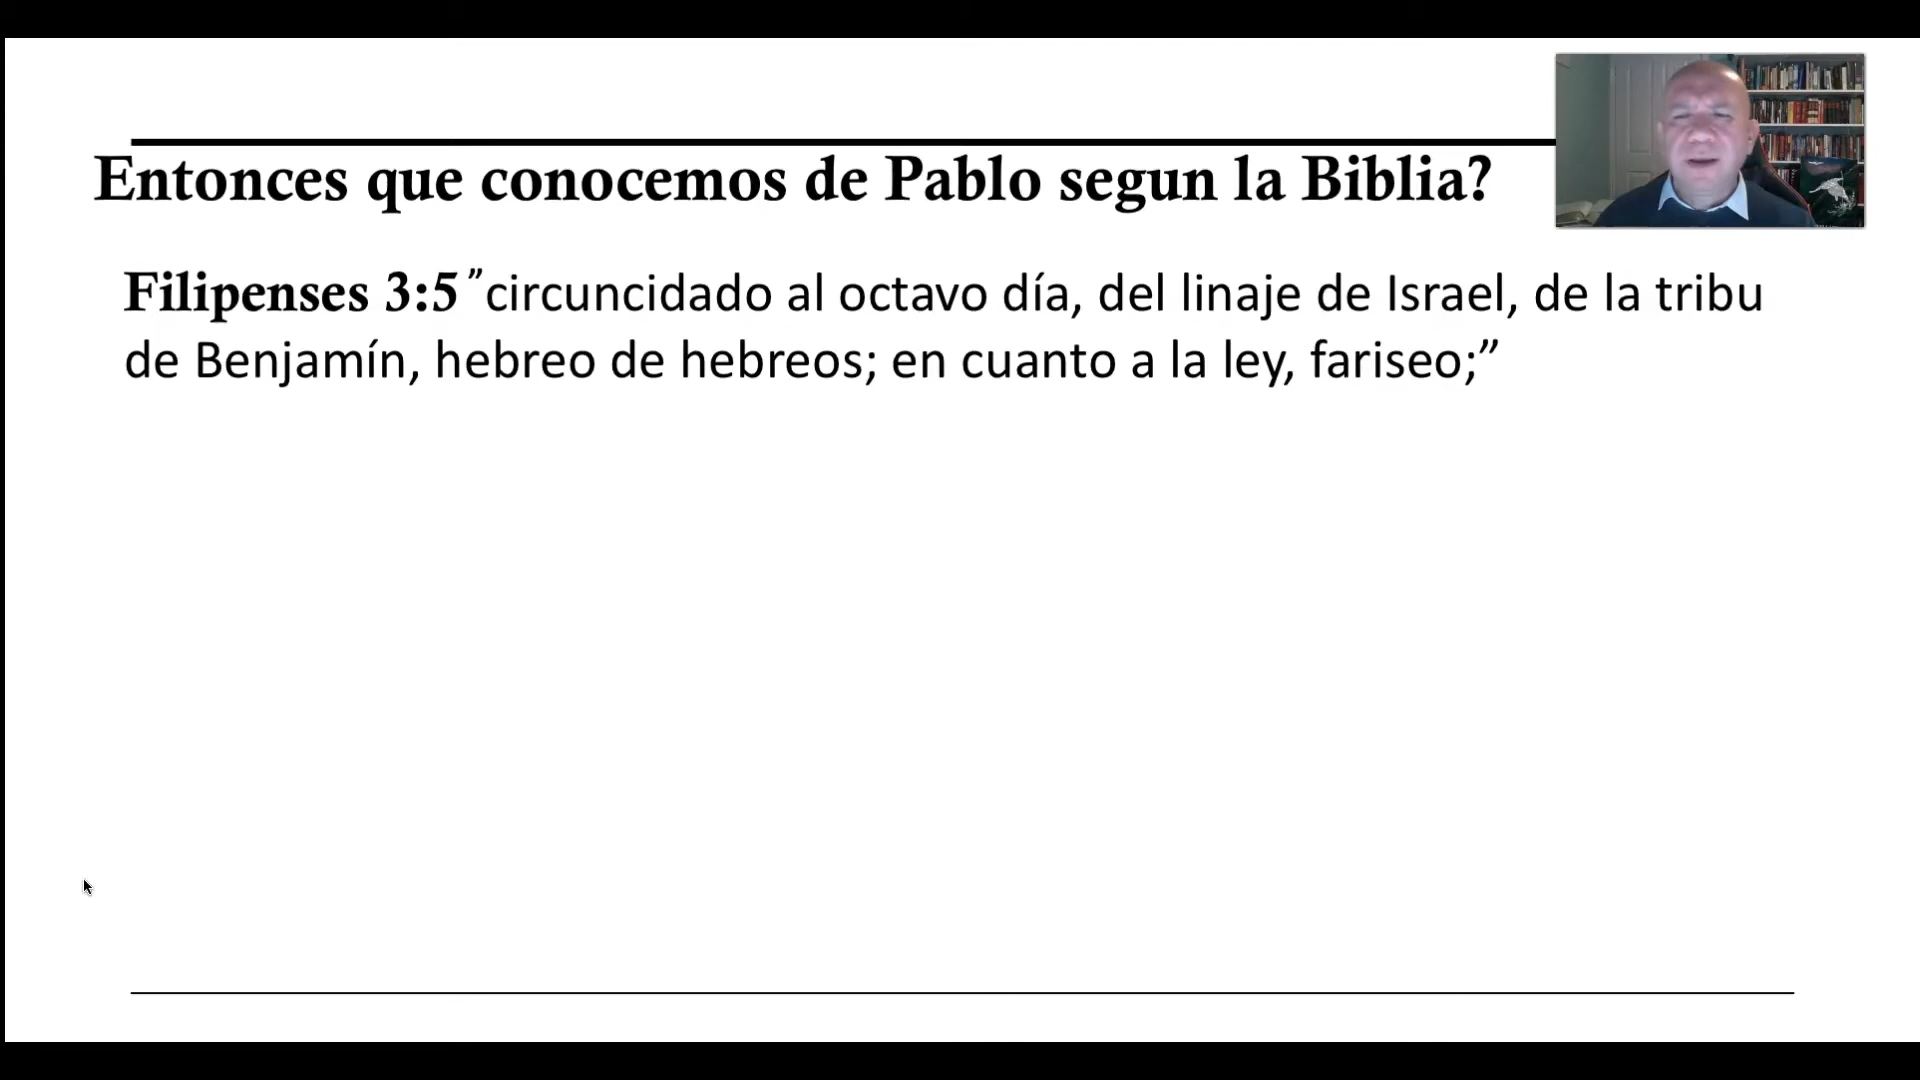 Entonces que conocemos de Pablo segun la Biblia?
Filipenses 3:5 ”circuncidado al octavo día, del linaje de Israel, de la tribu
de Benjamín, hebreo de hebreos; en cuanto a la ley, fariseo;”